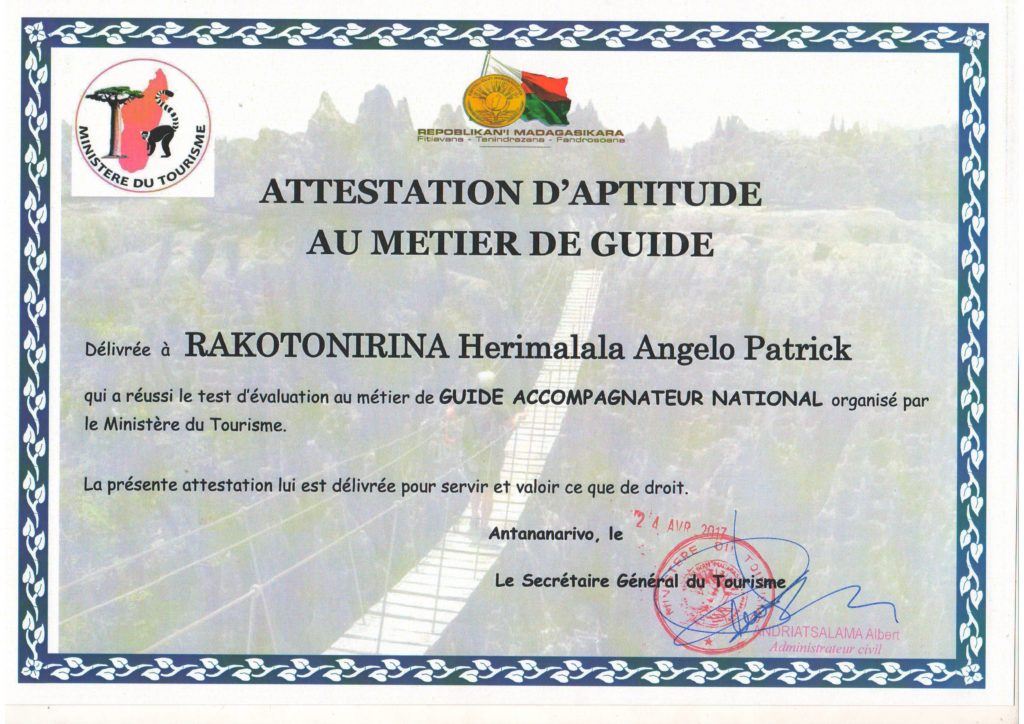 MINISTERE DU TOURISME
REPOBLIKAN'I MADAGASIKARA
Fitiavana - Tanindrazana - Fandrosoana
ATTESTATION D'APTITUDE
AU METIER DE GUIDE
Délivrée à RAKOTONIRINA Herimalala Angelo Patrick
qui a réussi le test d'évaluation au métier de GUIDE ACCOMPAGNATEUR NATIONAL organisé par
le Ministère du Tourisme.
La présente attestation lui est délivrée pour servir et valoir ce que de droit.
Antananarivo, le 24 AVR 2017
Le Secrétaire Général du Tourisme
MINISTERE DU
ANDRIATSALAMA Albert
Administrateur civil